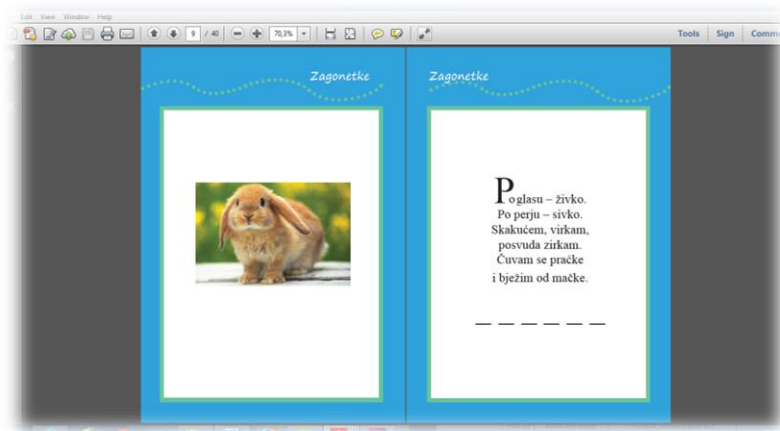 Edit View Window Help
9 / 40
70,3%
Tools Sign
Zagonetke
Zagonetke
Po glasu – živko.
Po perju – sivko.
Skakućem, virkam,
posvuda zirkam.
Čuvam se praćke
i bježim od mačke.